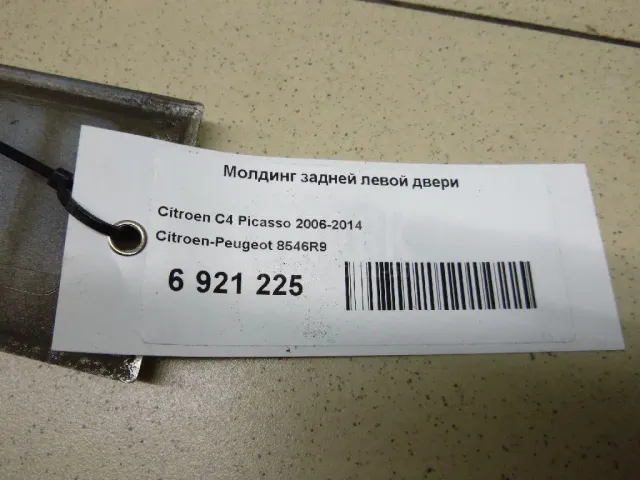 Молдинг задней левой двери
Citroen C4 Picasso 2006-2014
Citroen-Peugeot 8546R9
6 921 225